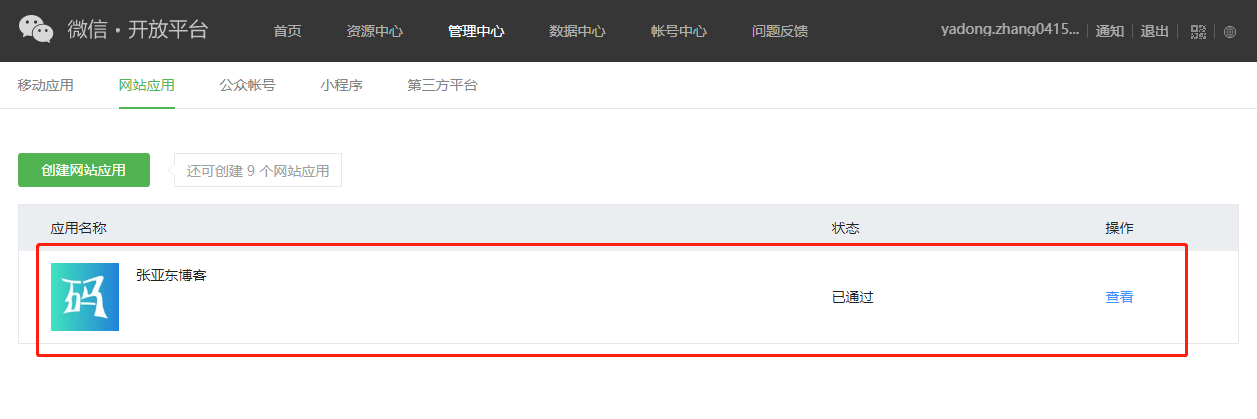 微信·开放平台 首页 资源中心 管理中心 数据中心 帐号中心 问题反馈 yadong.zhang0415... 通知 退出
移动应用 网站应用 公众帐号 小程序 第三方平台
创建网站应用 还可创建 9 个网站应用
应用名称 状态 操作
码 张亚东博客
已通过 查看